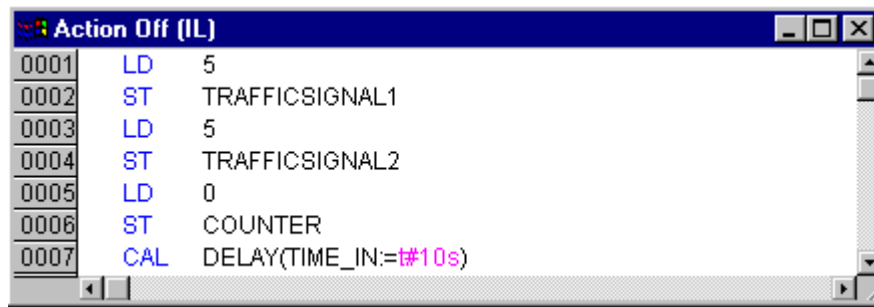 Action Off (IL)
0001 LD 5
0002 ST TRAFFICSIGNAL1
0003 LD 5
0004 ST TRAFFICSIGNAL2
0005 LD 0
0006 ST COUNTER
0007 CAL DELAY(TIME_IN:=t#10s)